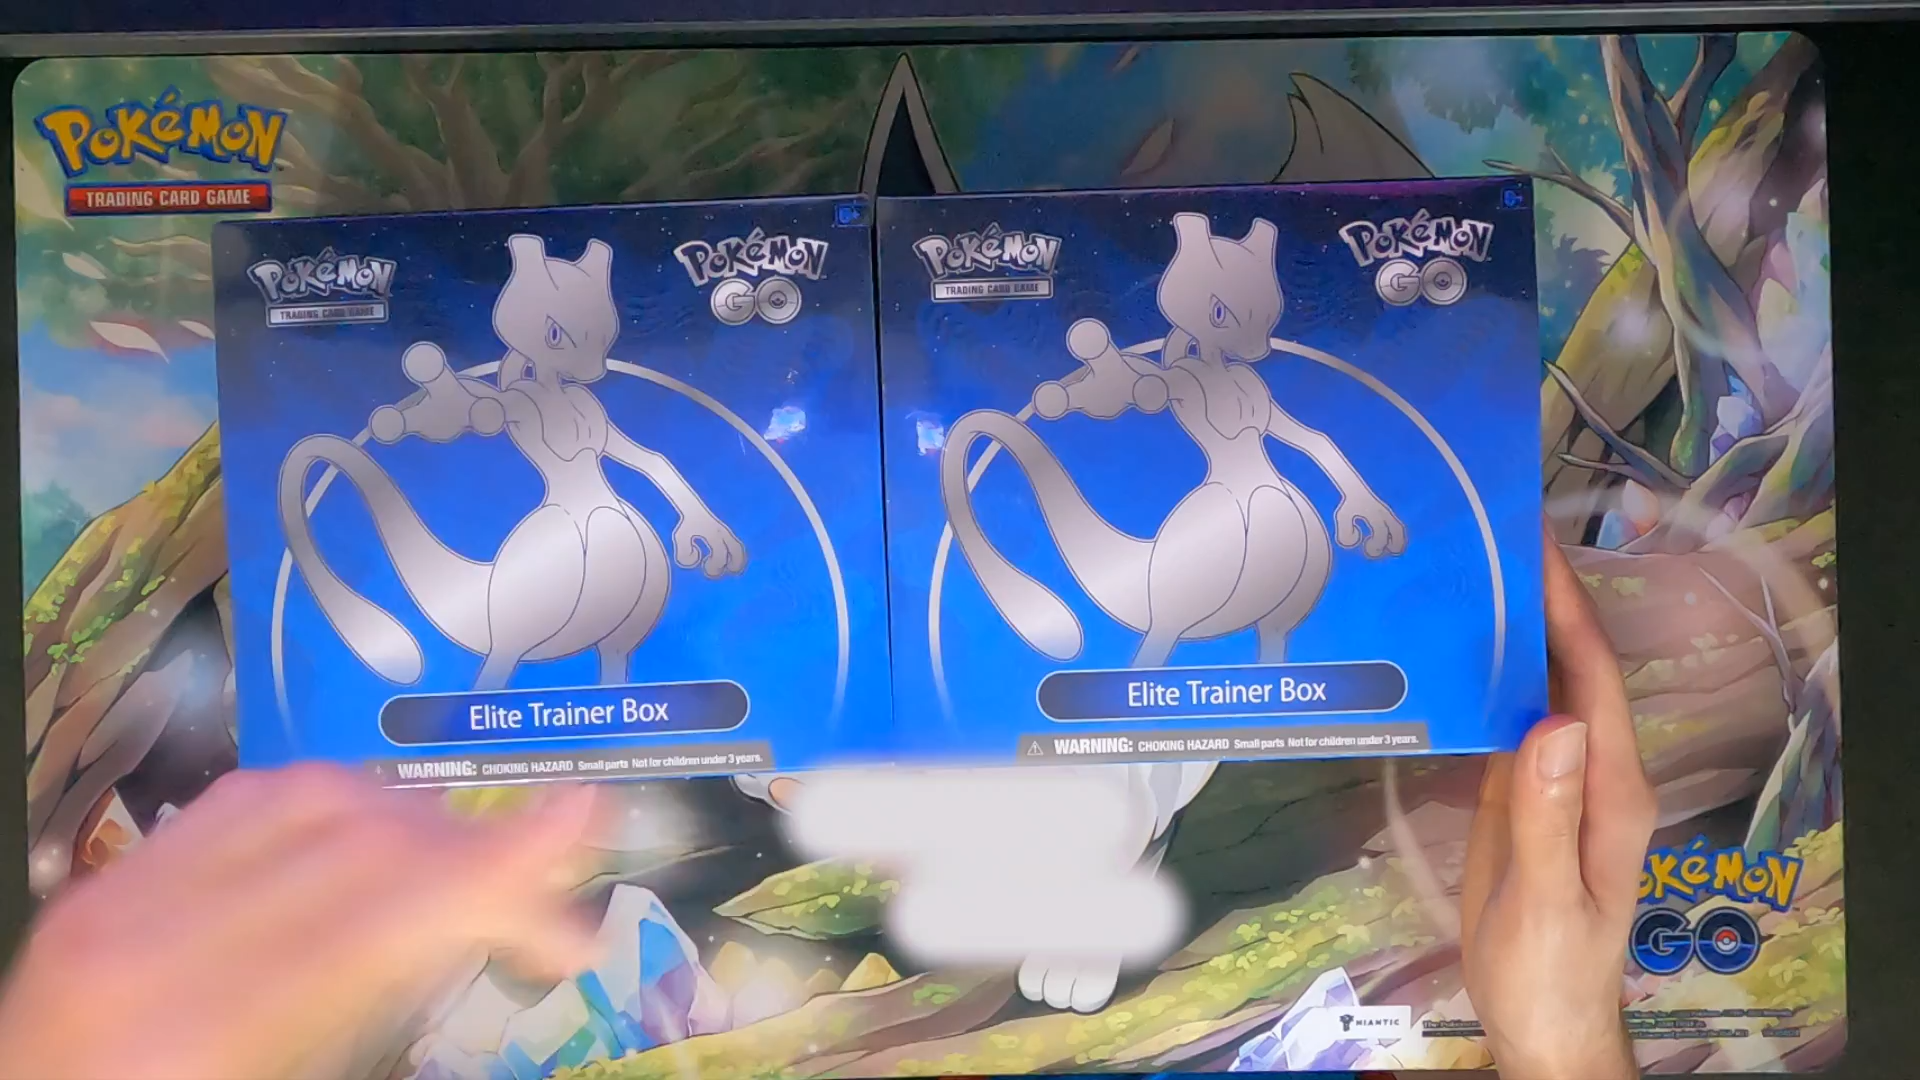 Pokémon
TRADING CARD GAME
Pokémon
TRADING CARD GAME
Pokémon
GO
Elite Trainer Box
WARNING: CHOKING HAZARD Small parts Not for children under 3 years.
Pokémon
TRADING CARD GAME
Pokémon
GO
6+
Elite Trainer Box
WARNING: CHOKING HAZARD Small parts Not for children under 3 years.
Pokémon
GO
NIANTIC